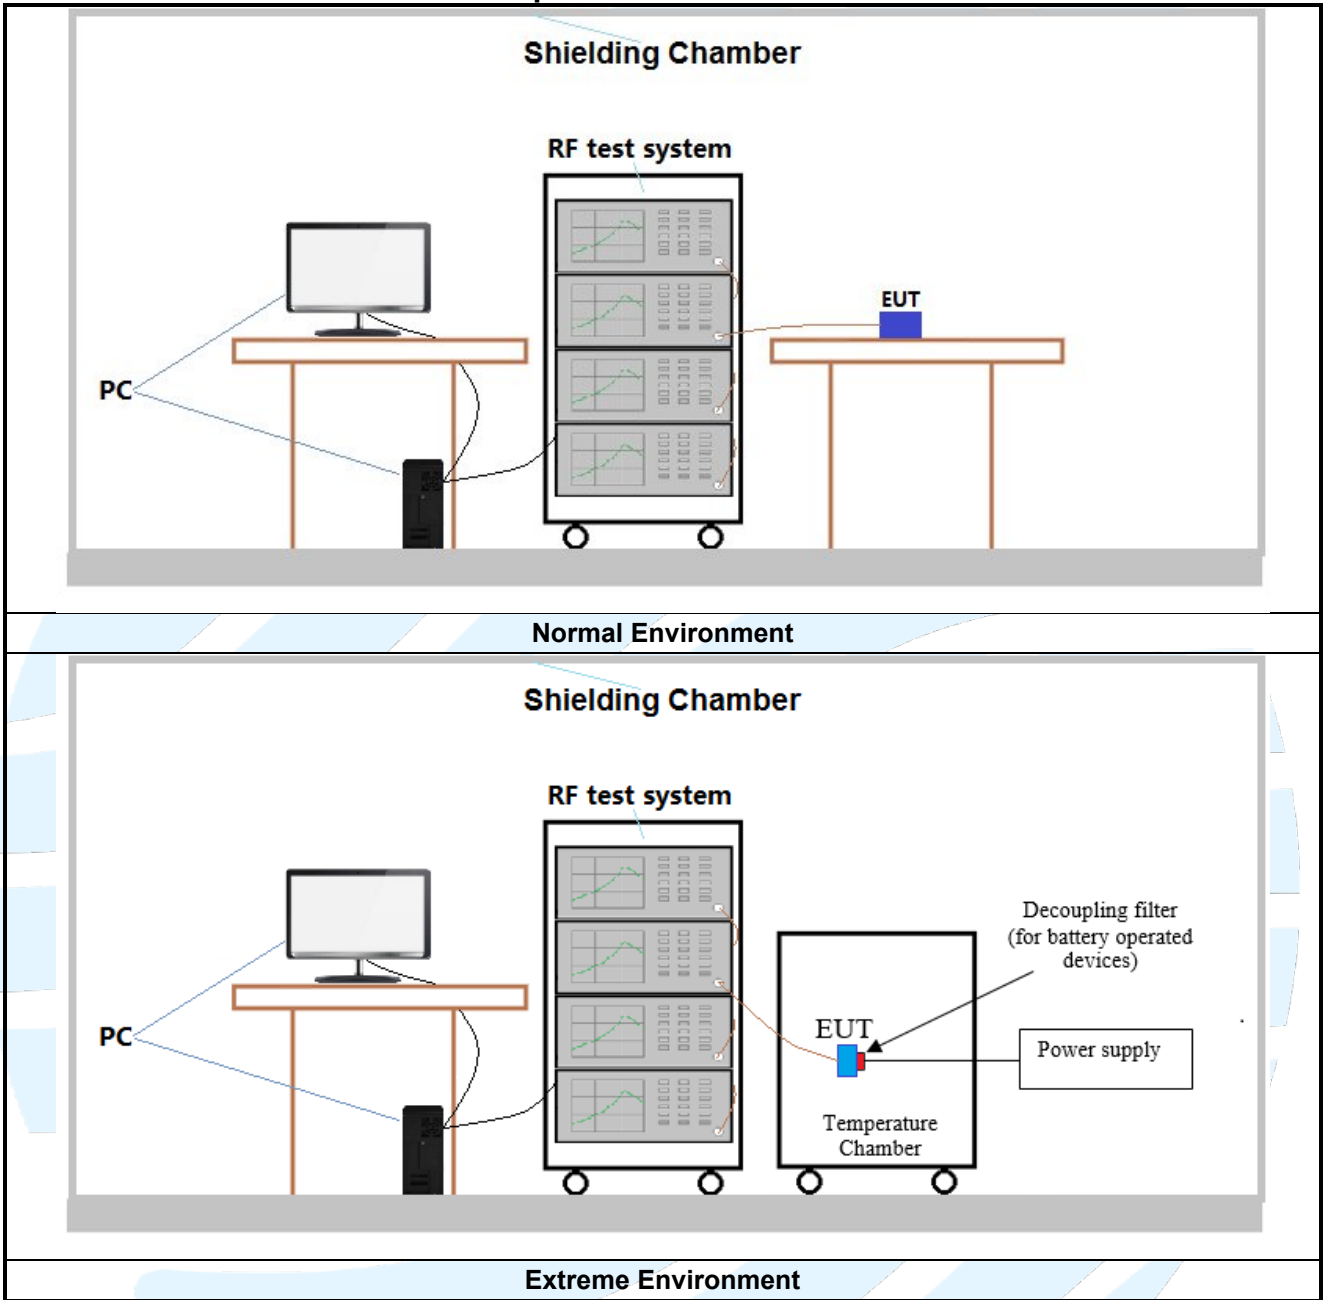 Shielding Chamber
RF test system
EUT
PC
Normal Environment
Shielding Chamber
RF test system
Decoupling filter
(for battery operated
devices)
EUT
PC
Power supply
Temperature
Chamber
Extreme Environment